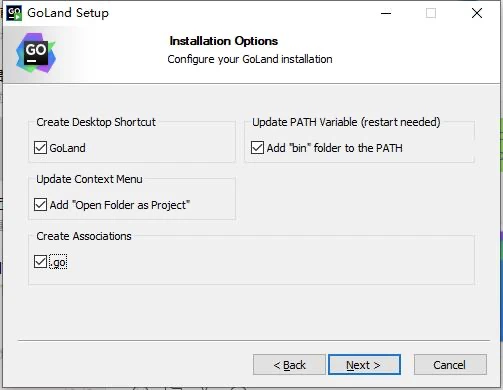 GoLand Setup
GO
Installation Options
Configure your GoLand installation
Create Desktop Shortcut
GoLand
Update PATH Variable (restart needed)
Add "bin" folder to the PATH
Update Context Menu
Add "Open Folder as Project"
Create Associations
.go
< Back
Next >
Cancel